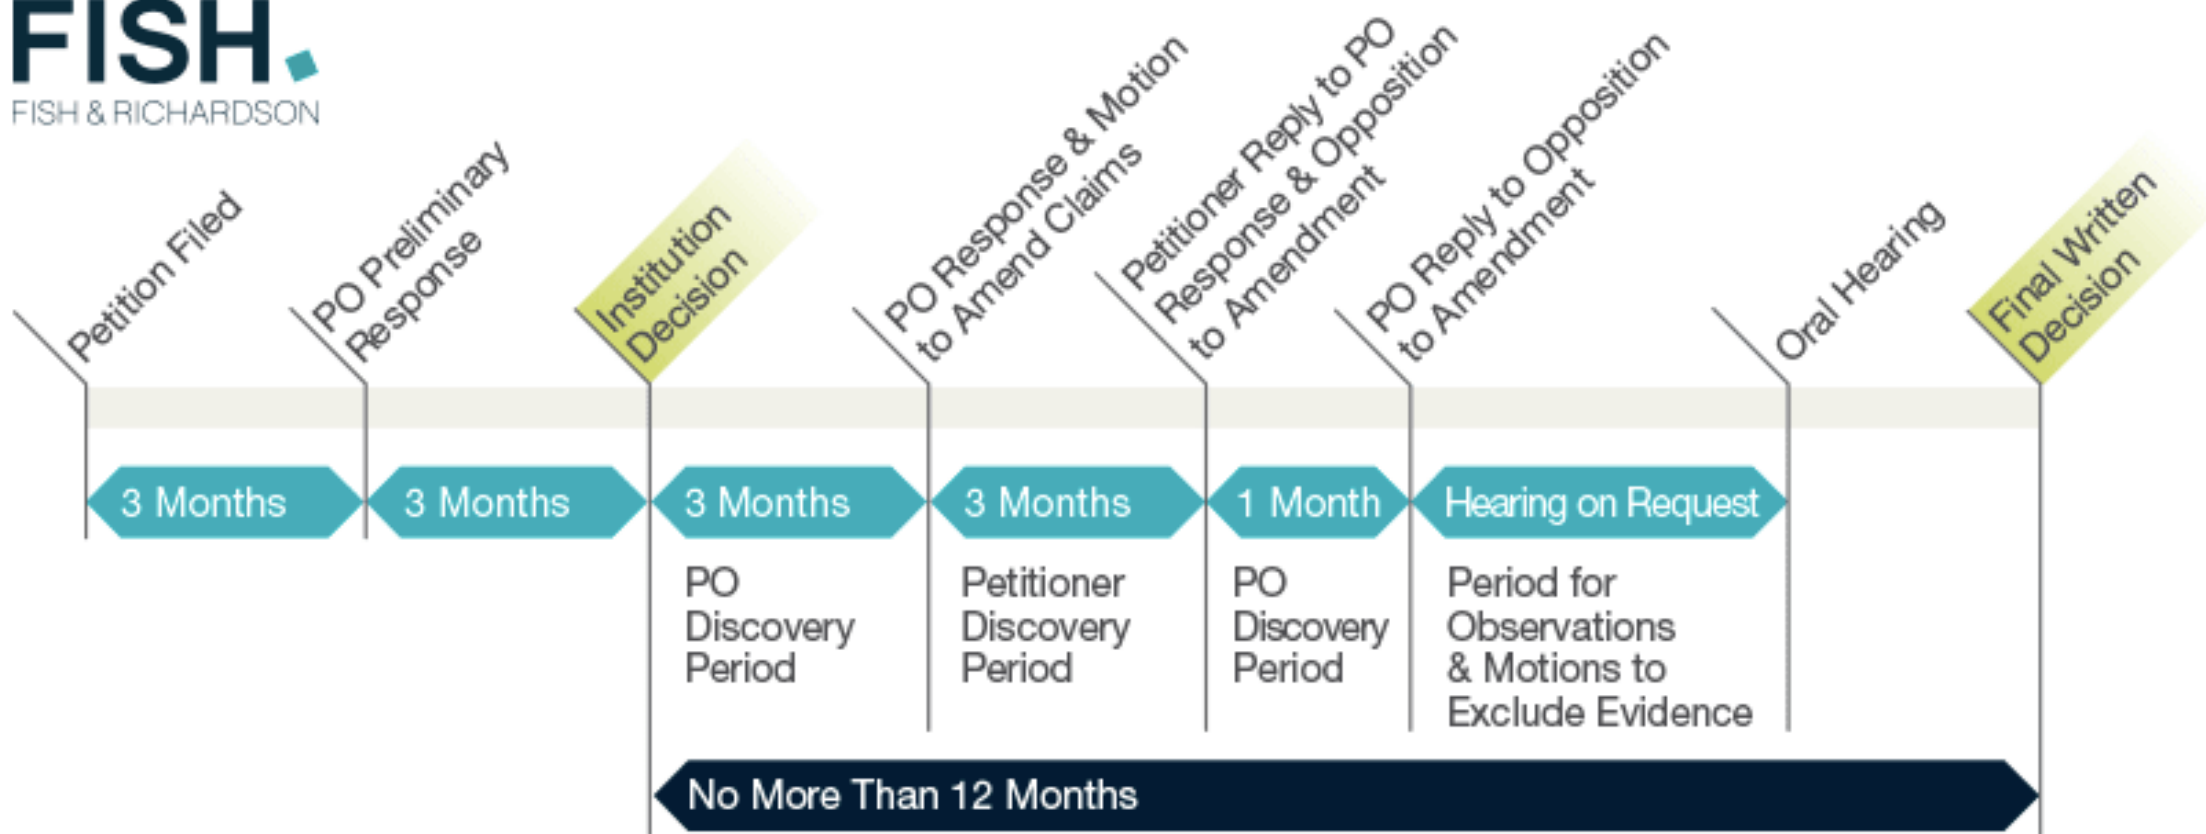 FISH
FISH & RICHARDSON
Petition Filed
PO Preliminary
Response
Institution
Decision
PO Response & Motion
to Amend Claims
Petitioner Reply to PO
Response & Opposition
to Amendment
PO Reply to Opposition
to Amendment
Oral Hearing
Final Written
Decision
3 Months
3 Months
3 Months
3 Months
1 Month
Hearing on Request
PO
Discovery
Period
Petitioner
Discovery
Period
PO
Discovery
Period
Period for
Observations
& Motions to
Exclude Evidence
No More Than 12 Months